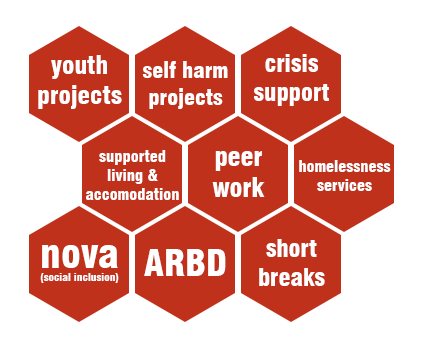 youth
projects
self harm
projects
crisis
support
supported
living &
accomodation
peer
work
homelessness
services
nova
(social inclusion)
ARBD
short
breaks